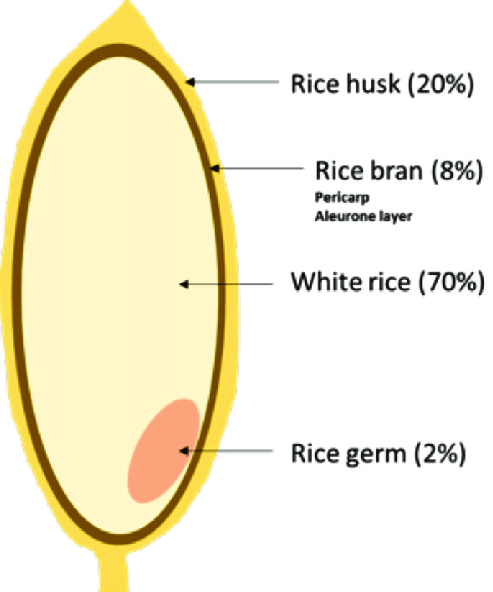 Rice husk (20%)
Rice bran (8%)
Pericarp
Aleurone layer
White rice (70%)
Rice germ (2%)